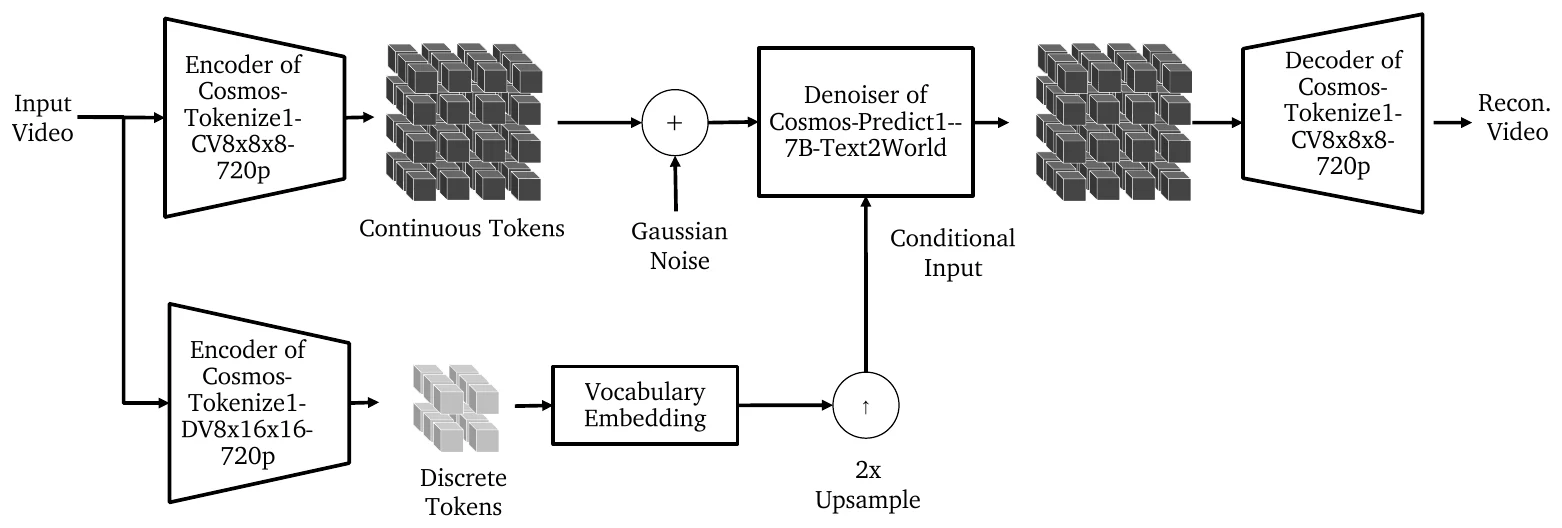 Input
Video
Encoder of
Cosmos-
Tokenize1-
CV8x8x8-
720p
Continuous Tokens
+
Gaussian
Noise
Denoiser of
Cosmos-Predict1--
7B-Text2World
Conditional
Input
Decoder of
Cosmos-
Tokenize1-
CV8x8x8-
720p
Recon.
Video
Encoder of
Cosmos-
Tokenize1-
DV8x16x16-
720p
Discrete
Tokens
Vocabulary
Embedding
↑
2x
Upsample